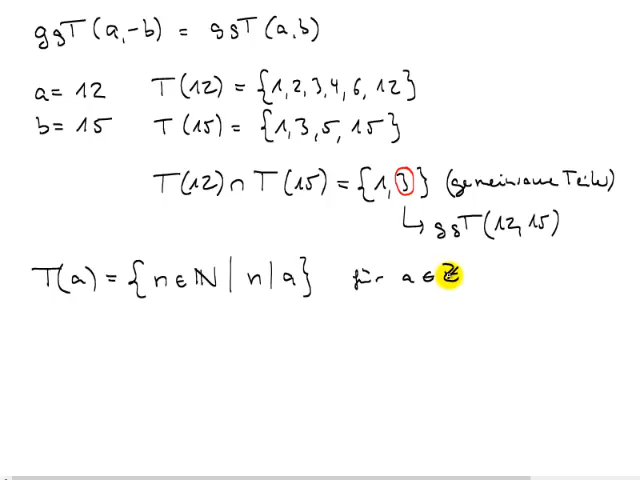 ggT(a,-b) = ggT(a,b)
a = 12 T(12) = {1,2,3,4,6,12}
b = 15 T(15) = {1,3,5,15}
T(12) ∩ T(15) = {1,3} (gemeinsame Teiler)
↳ ggT(12,15)
T(a) = {n ∈ ℕ | n | a} für a ∈ ℤ